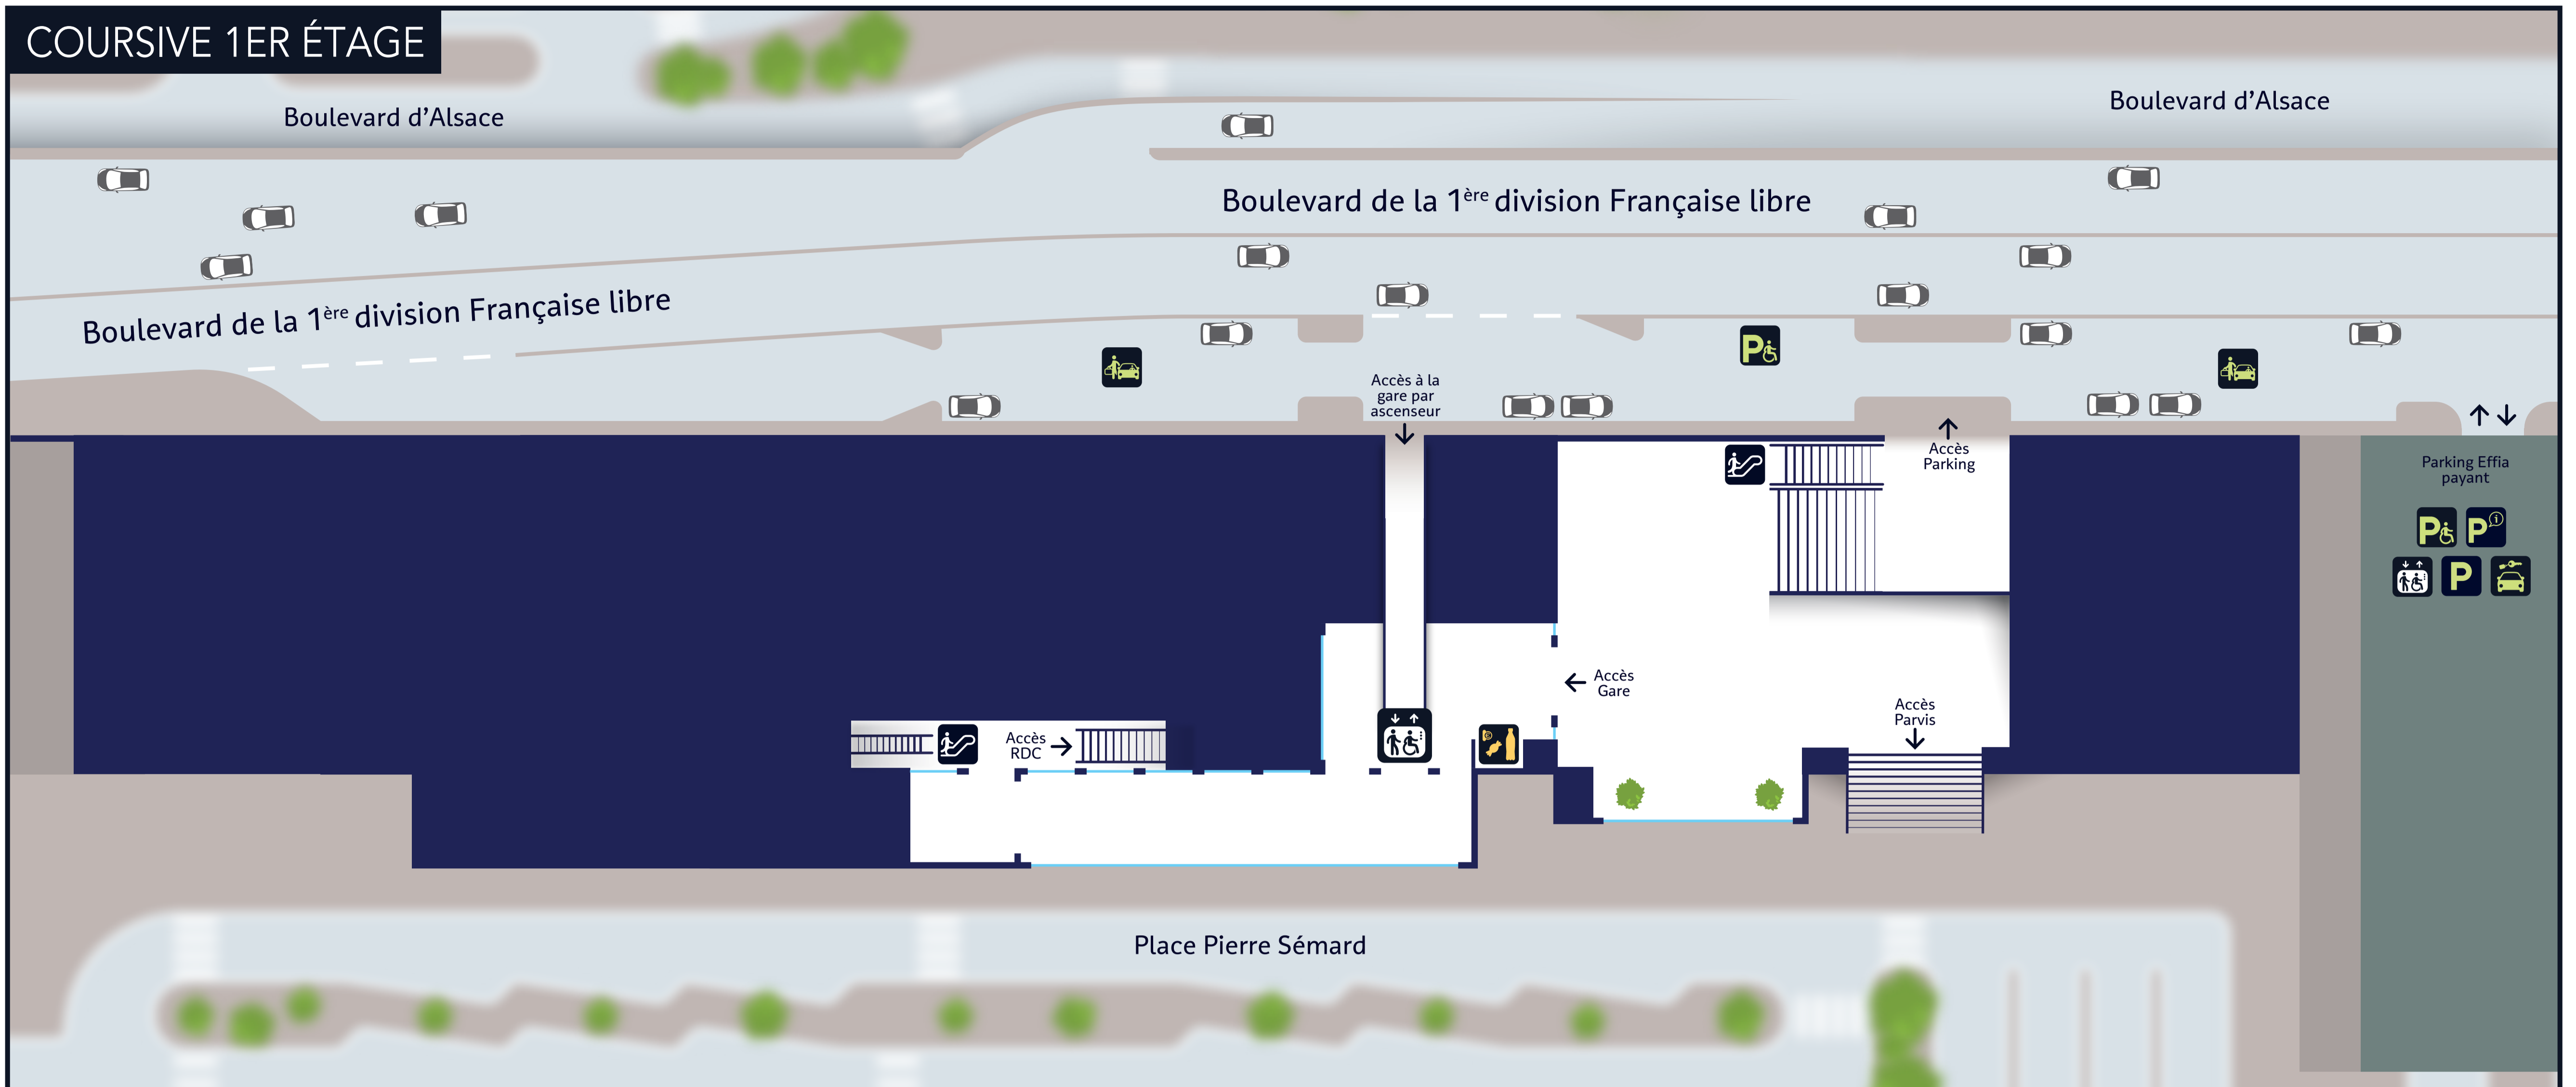 COURSIVE 1ER ÉTAGE
Boulevard d’Alsace
Boulevard d’Alsace
Boulevard de la 1ère division Française libre
Boulevard de la 1ère division Française libre
Accès à la
gare par
ascenseur
Accès
Parking
Parking Effia
payant
P
P
P i
P
Accès
Gare
Accès
Parvis
Accès
RDC
Place Pierre Sémard